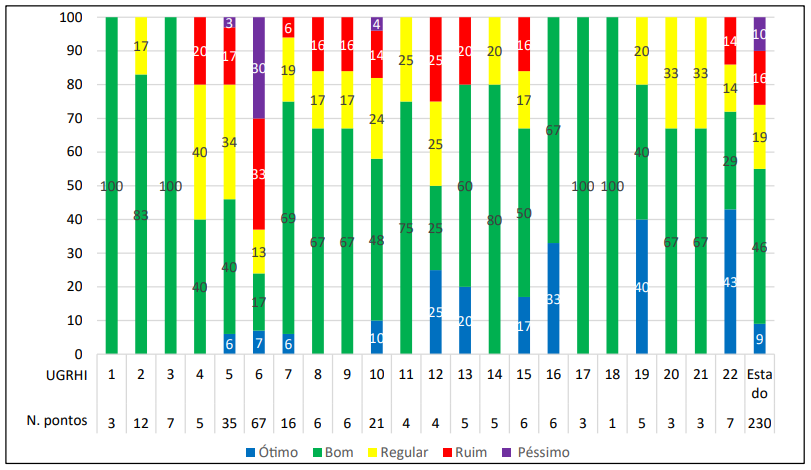 100
90
80
70
60
50
40
30
20
10
0
100
83 17
100
40 40 20
6 40 34 17 3
7 17 13 33 30
6 69 19 6
67 17 16
67 17 16
10 48 24 14 4
75 25
25 25 25 25
20 60 20
80 20
17 50 17 16
33 67
100
100
40 40 20
67 33
67 33
43 29 14 14
9 46 19 16 10
UGRHI 1 2 3 4 5 6 7 8 9 10 11 12 13 14 15 16 17 18 19 20 21 22 Esta
do
N. pontos 3 12 7 5 35 67 16 6 6 21 4 4 5 5 6 6 3 1 5 3 3 7 230
Ótimo Bom Regular Ruim Péssimo